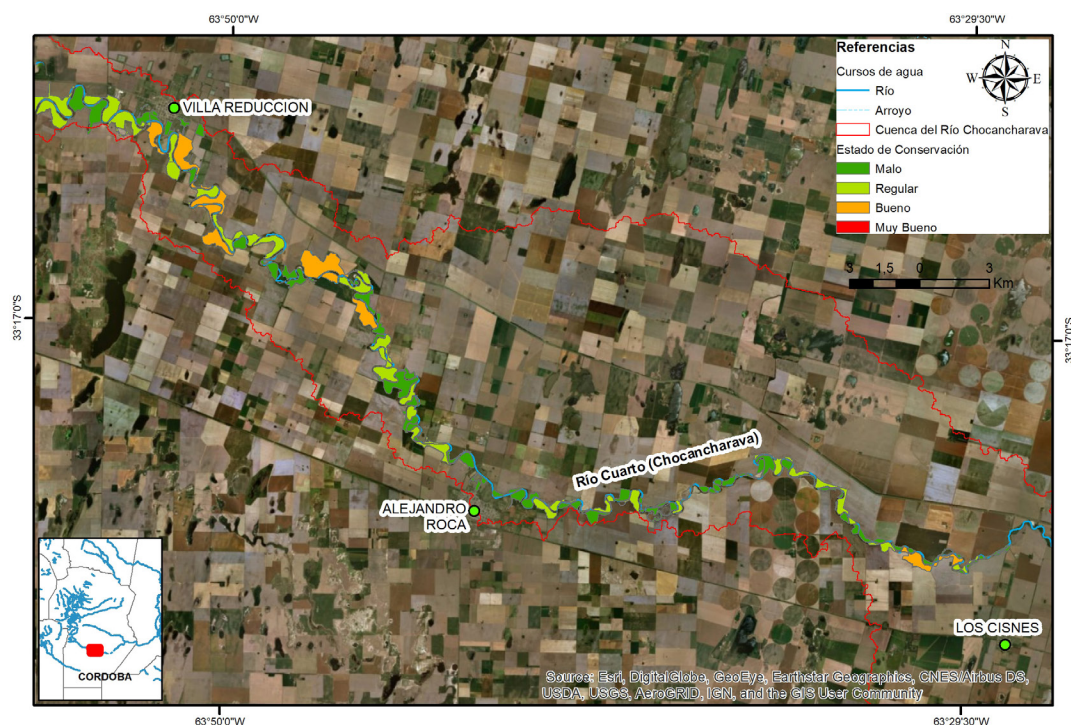 63°50'0"W
63°29'30"W
Referencias
Cursos de agua
Río
Arroyo
Cuenca del Río Chocancharava
Estado de Conservación
Malo
Regular
Bueno
Muy Bueno
N
W
E
S
3
1,5
0
3
Km
VILLA REDUCCION
33°17'0"S
33°17'0"S
Río Cuarto (Chocancharava)
ALEJANDRO
ROCA
LOS CISNES
CORDOBA
Source: Esri, DigitalGlobe, GeoEye, Earthstar Geographics, CNES/Airbus DS,
USDA, USGS, AeroGRID, IGN, and the GIS User Community
63°50'0"W
63°29'30"W